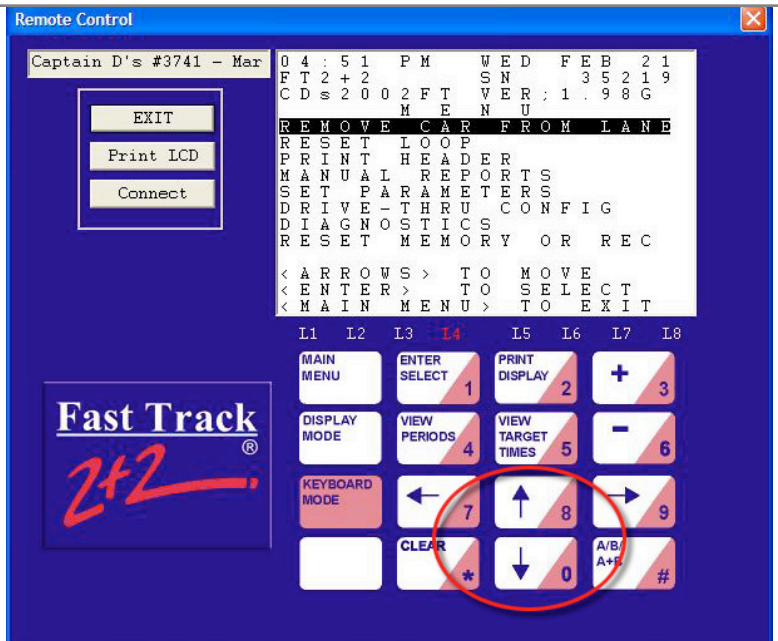 Remote Control
Captain D's #3741 - Mar
EXIT
Print LCD
Connect
04:51 PM WED FEB 21
FT2+2 SN 35219
CDs2002FT VER;1.98G
MENU
REMOVE CAR FROM LANE
RESET LOOP
PRINT HEADER
MANUAL REPORTS
SET PARAMETERS
DRIVE-THRU CONFIG
DIAGNOSTICS
RESET MEMORY OR REC
<ARROWS> TO MOVE
<ENTER> TO SELECT
<MAIN MENU> TO EXIT
L1 L2 L3 L4 L5 L6 L7 L8
MAIN MENU
ENTER SELECT 1
PRINT DISPLAY 2
+ 3
DISPLAY MODE
VIEW PERIODS 4
VIEW TARGET TIMES 5
- 6
KEYBOARD MODE
← 7
↑ 8
→ 9
CLEAR *
↓ 0
A/B/ A+B #
Fast Track
2+2 ®